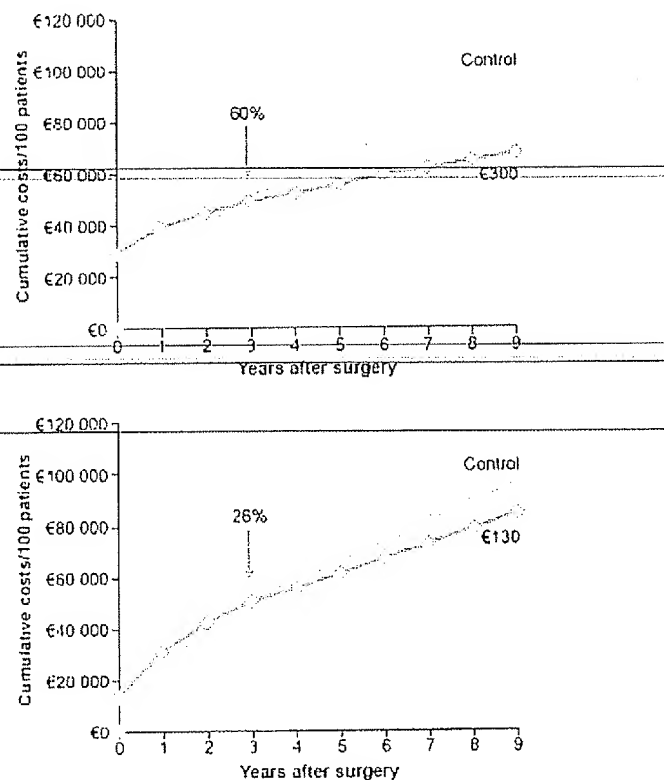 €120 000
€100 000
Control
€80 000
60%
€60 000
€300
€40 000
€20 000
€0
Cumulative costs/100 patients
0 1 2 3 4 5 6 7 8 9
Years after surgery
€120 000
€100 000
Control
€80 000
26%
€130
€60 000
€40 000
€20 000
€0
Cumulative costs/100 patients
0 1 2 3 4 5 6 7 8 9
Years after surgery